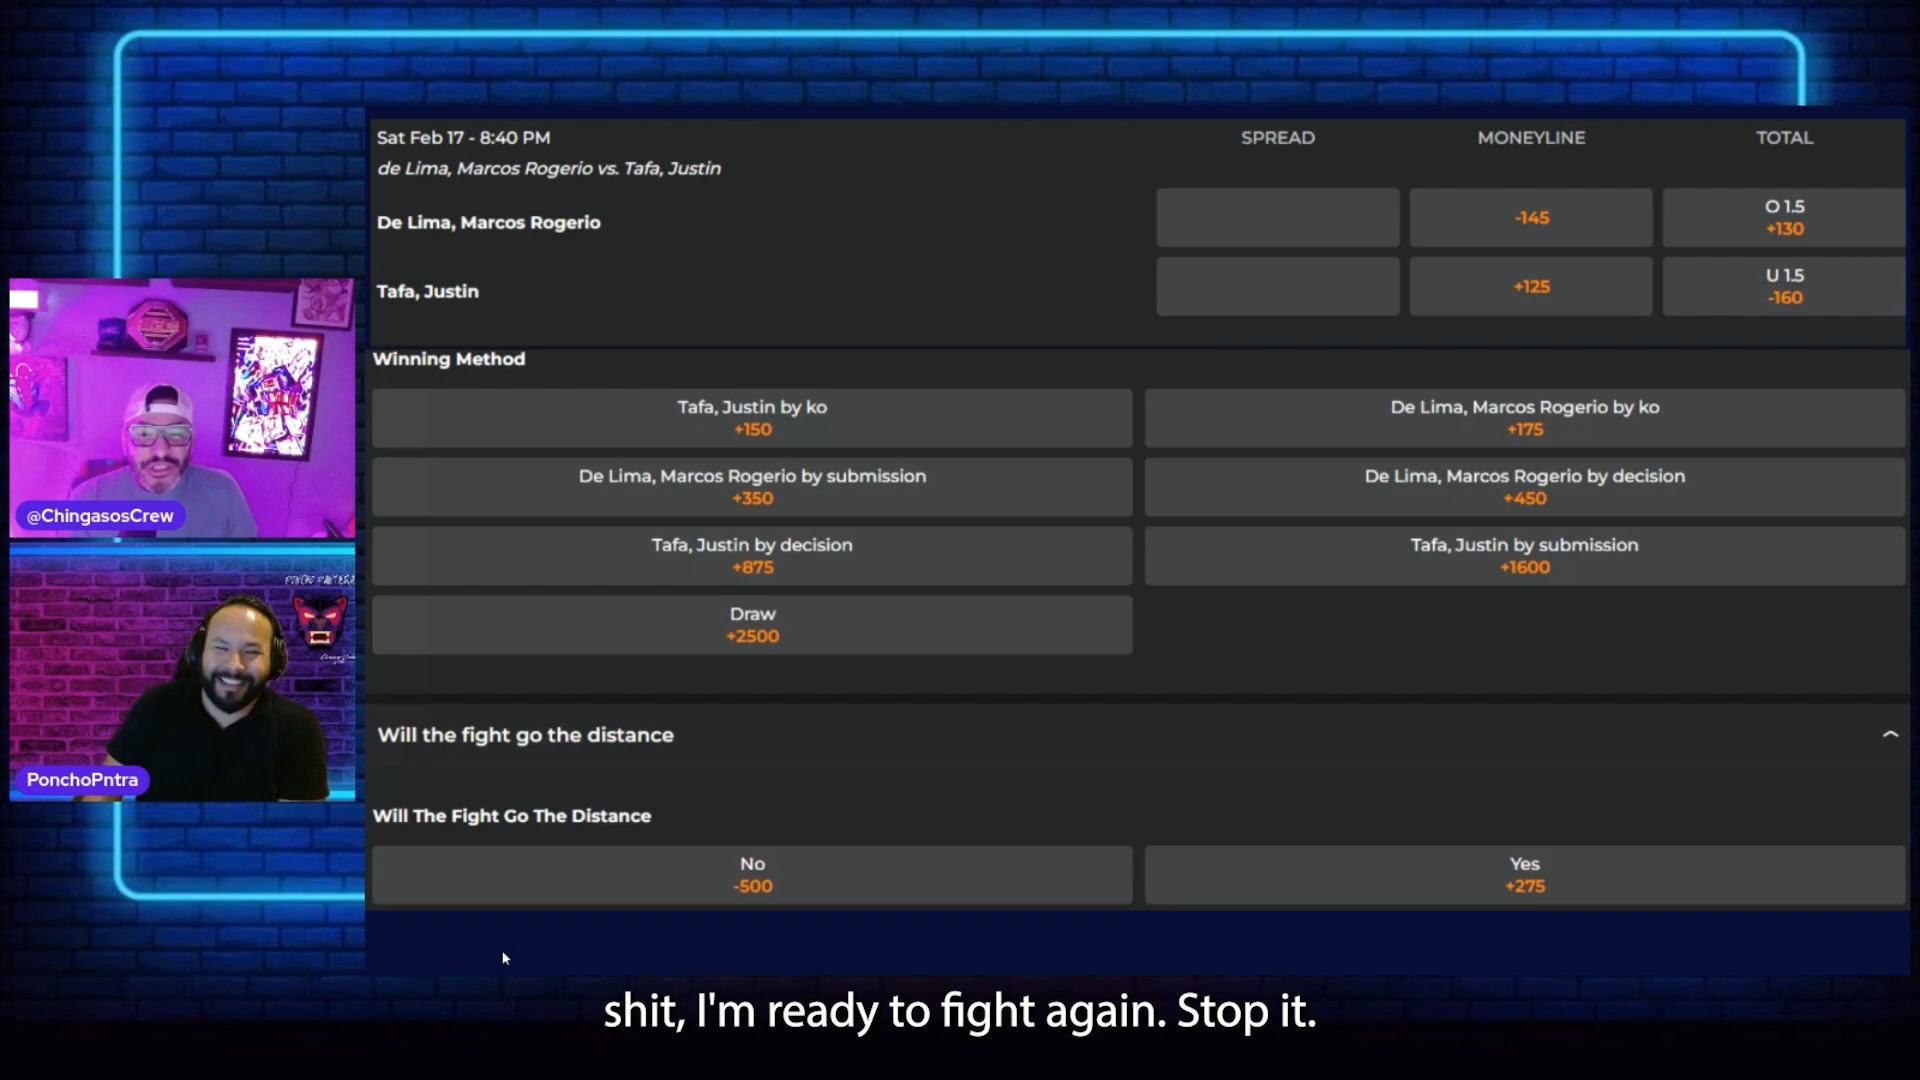 Sat Feb 17 - 8:40 PM
SPREAD
MONEYLINE
TOTAL
de Lima, Marcos Rogerio vs. Tafa, Justin
De Lima, Marcos Rogerio
-145
O 1.5
+130
Tafa, Justin
+125
U 1.5
-160
Winning Method
Tafa, Justin by ko
+150
De Lima, Marcos Rogerio by ko
+175
De Lima, Marcos Rogerio by submission
+350
De Lima, Marcos Rogerio by decision
+450
Tafa, Justin by decision
+875
Tafa, Justin by submission
+1600
Draw
+2500
Will the fight go the distance
Will The Fight Go The Distance
No
-500
Yes
+275
@ChingasosCrew
PONCHO PANTERA
PonchoPntra
shit, I'm ready to fight again. Stop it.